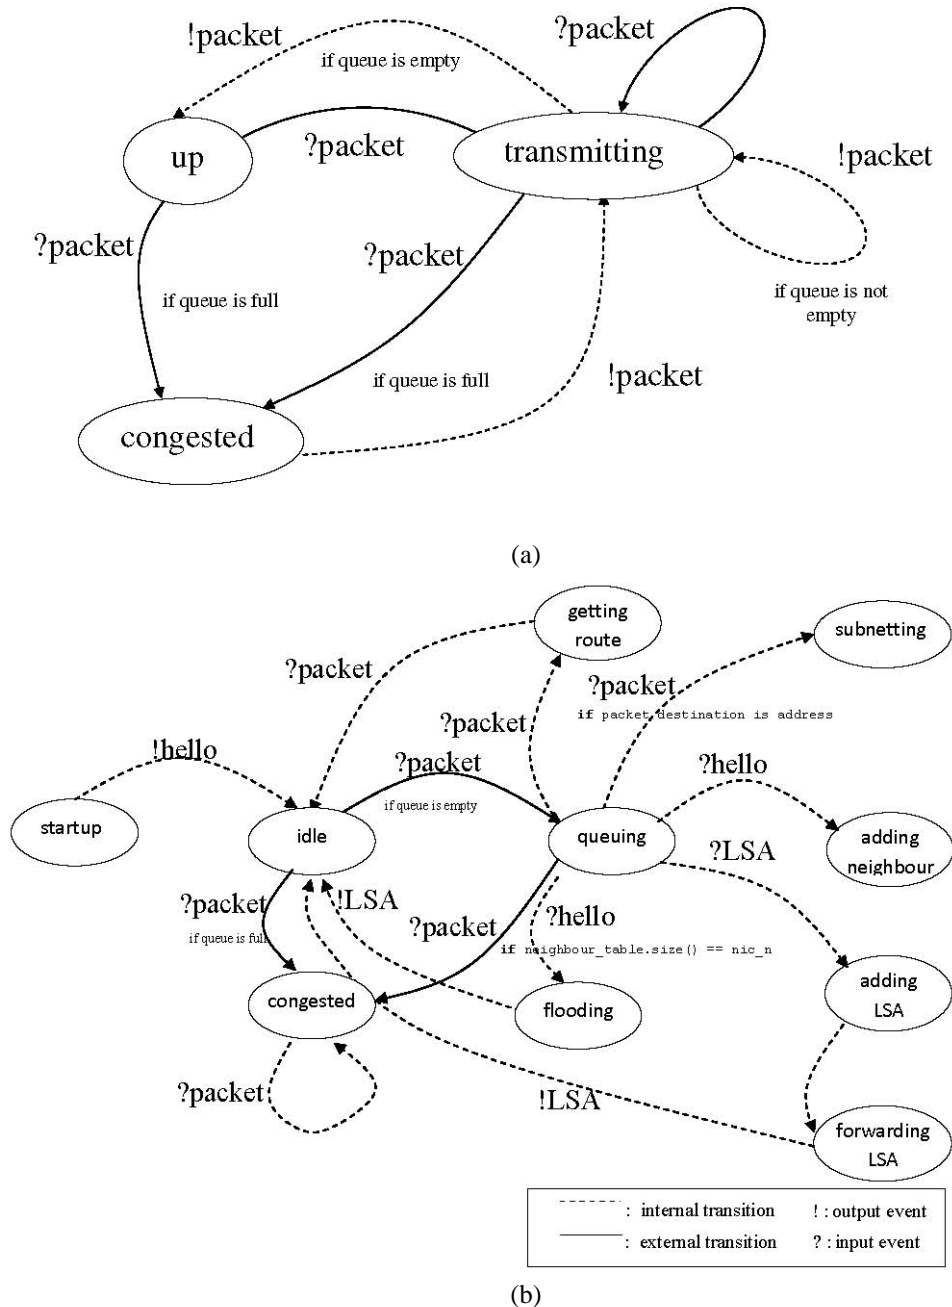 ?packet
!packet
if queue is empty
up
?packet
transmitting
!packet
?packet
?packet
if queue is not
empty
if queue is full
if queue is full
!packet
congested
(a)
getting
route
subnetting
?packet
?packet
if packet destination is address
?packet
!hello
?packet
if queue is empty
?hello
startup
idle
queuing
adding
neighbour
?LSA
?packet
!LSA
?packet
?hello
if queue is full
if neighbour_table.size() == nic_n
congested
flooding
adding
LSA
?packet
!LSA
forwarding
LSA
: internal transition ! : output event
: external transition ? : input event
(b)